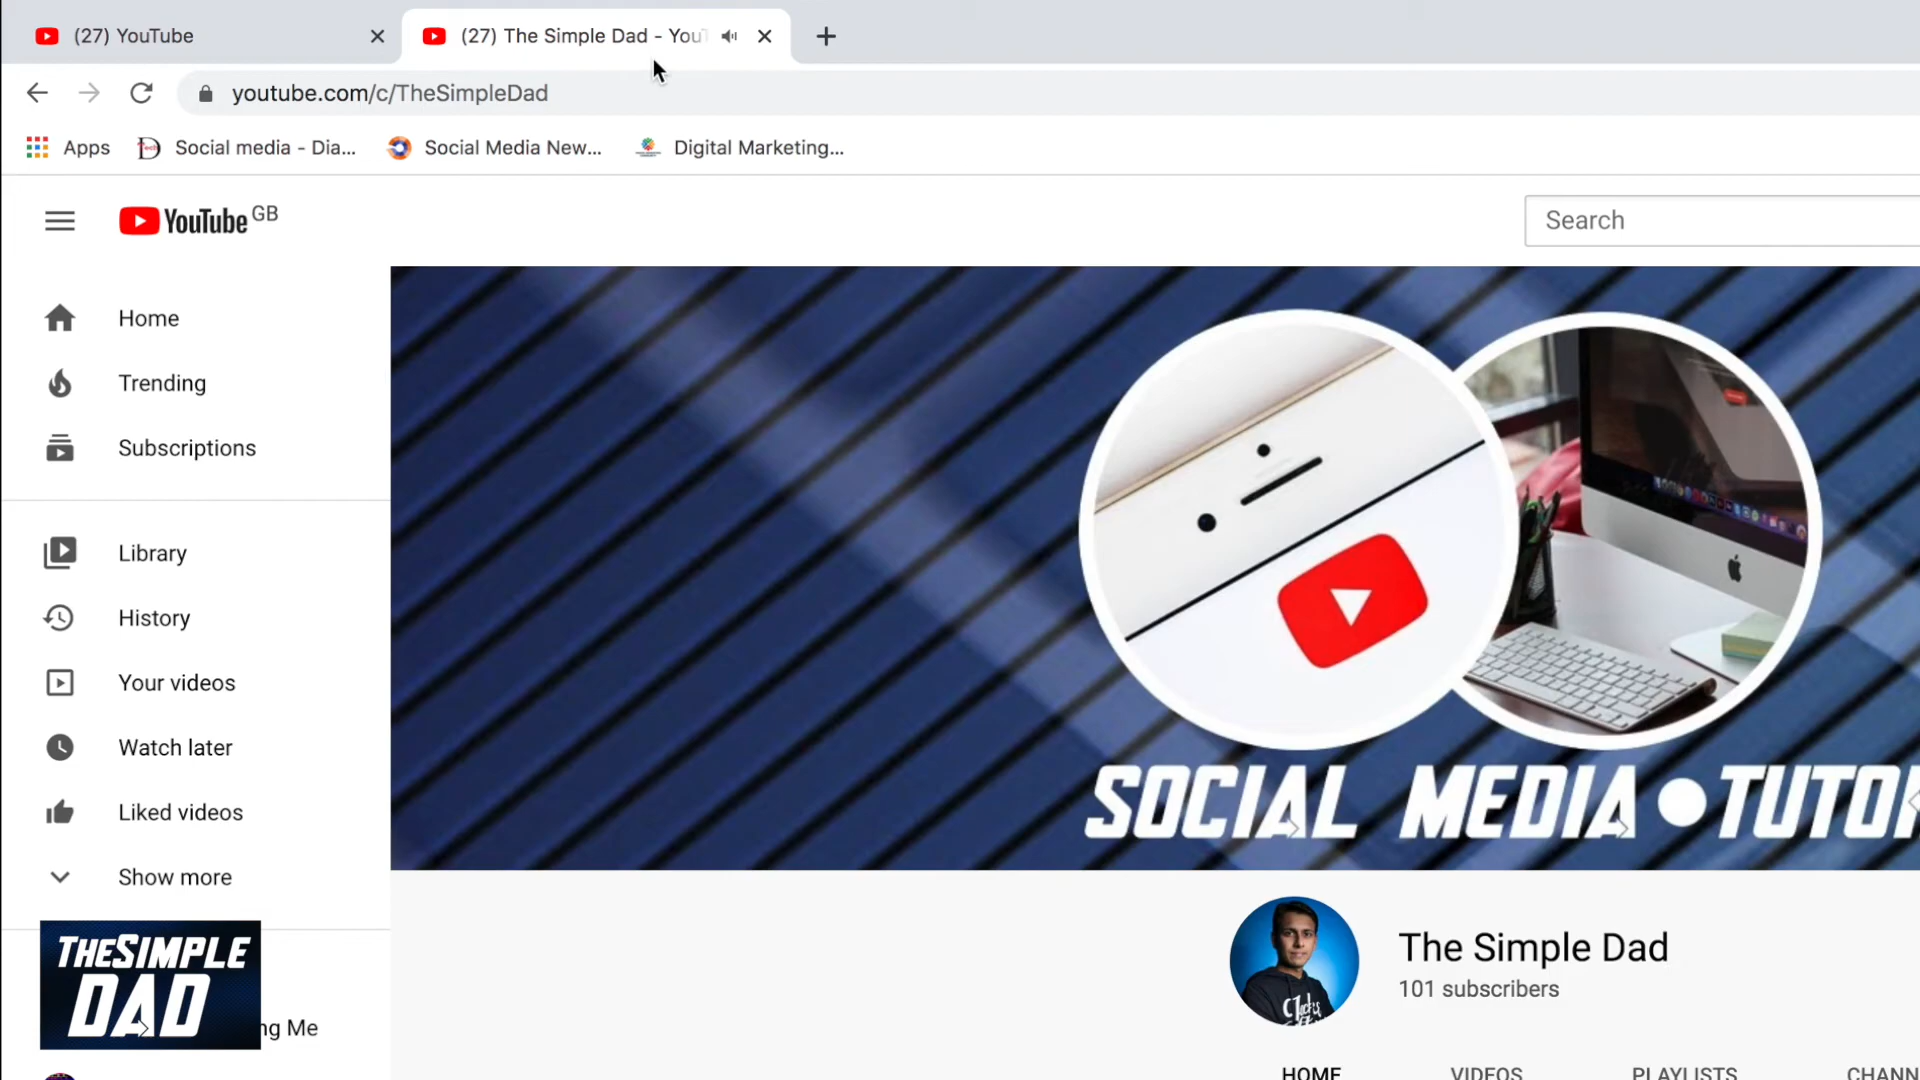 (27) YouTube
(27) The Simple Dad - You
youtube.com/c/TheSimpleDad
Apps
Social media - Dia...
Social Media New...
Digital Marketing...
YouTube GB
Search
Home
Trending
Subscriptions
Library
History
Your videos
Watch later
Liked videos
Show more
SOCIAL MEDIA●TUTO
THESIMPLE
DAD
ng Me
The Simple Dad
101 subscribers
HOME
VIDEOS
PLAYLISTS
CHANN